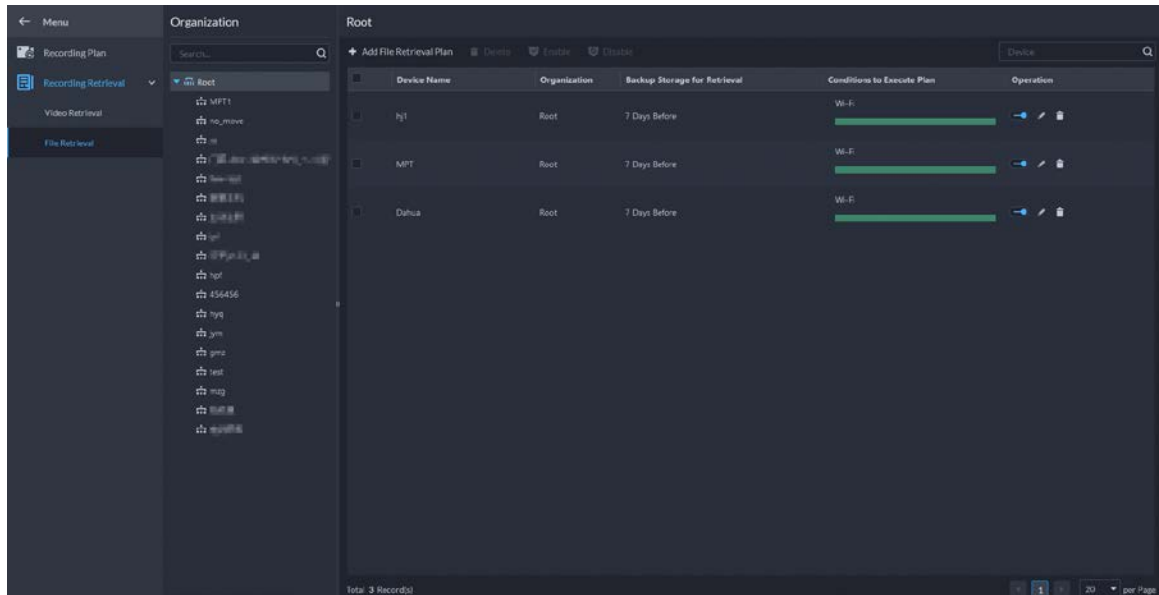 Menu
Recording Plan
Recording Retrieval
Video Retrieval
File Retrieval
Organization
Search...
Root
MPT1
no_move
hpf
456456
hyq
jym
pmz
test
mzg
Root
Add File Retrieval Plan Delete Enable Disable Device
Device Name Organization Backup Storage for Retrieval Conditions to Execute Plan Operation
hj1 Root 7 Days Before Wi-Fi
MPT Root 7 Days Before Wi-Fi
Dahua Root 7 Days Before Wi-Fi
Total 3 Record(s) 1 20 per Page